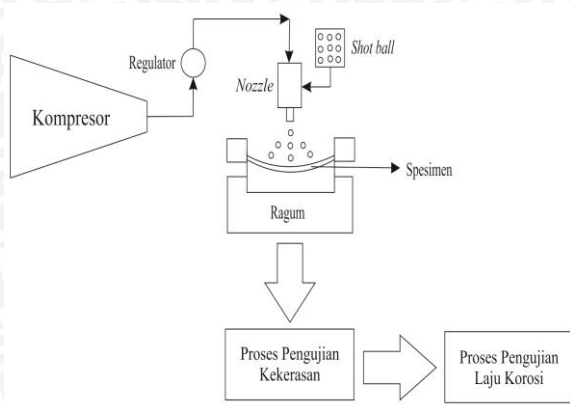 Regulator
Shot ball
Nozzle
Kompresor
Spesimen
Ragum
Proses Pengujian
Kekerasan
Proses Pengujian
Laju Korosi